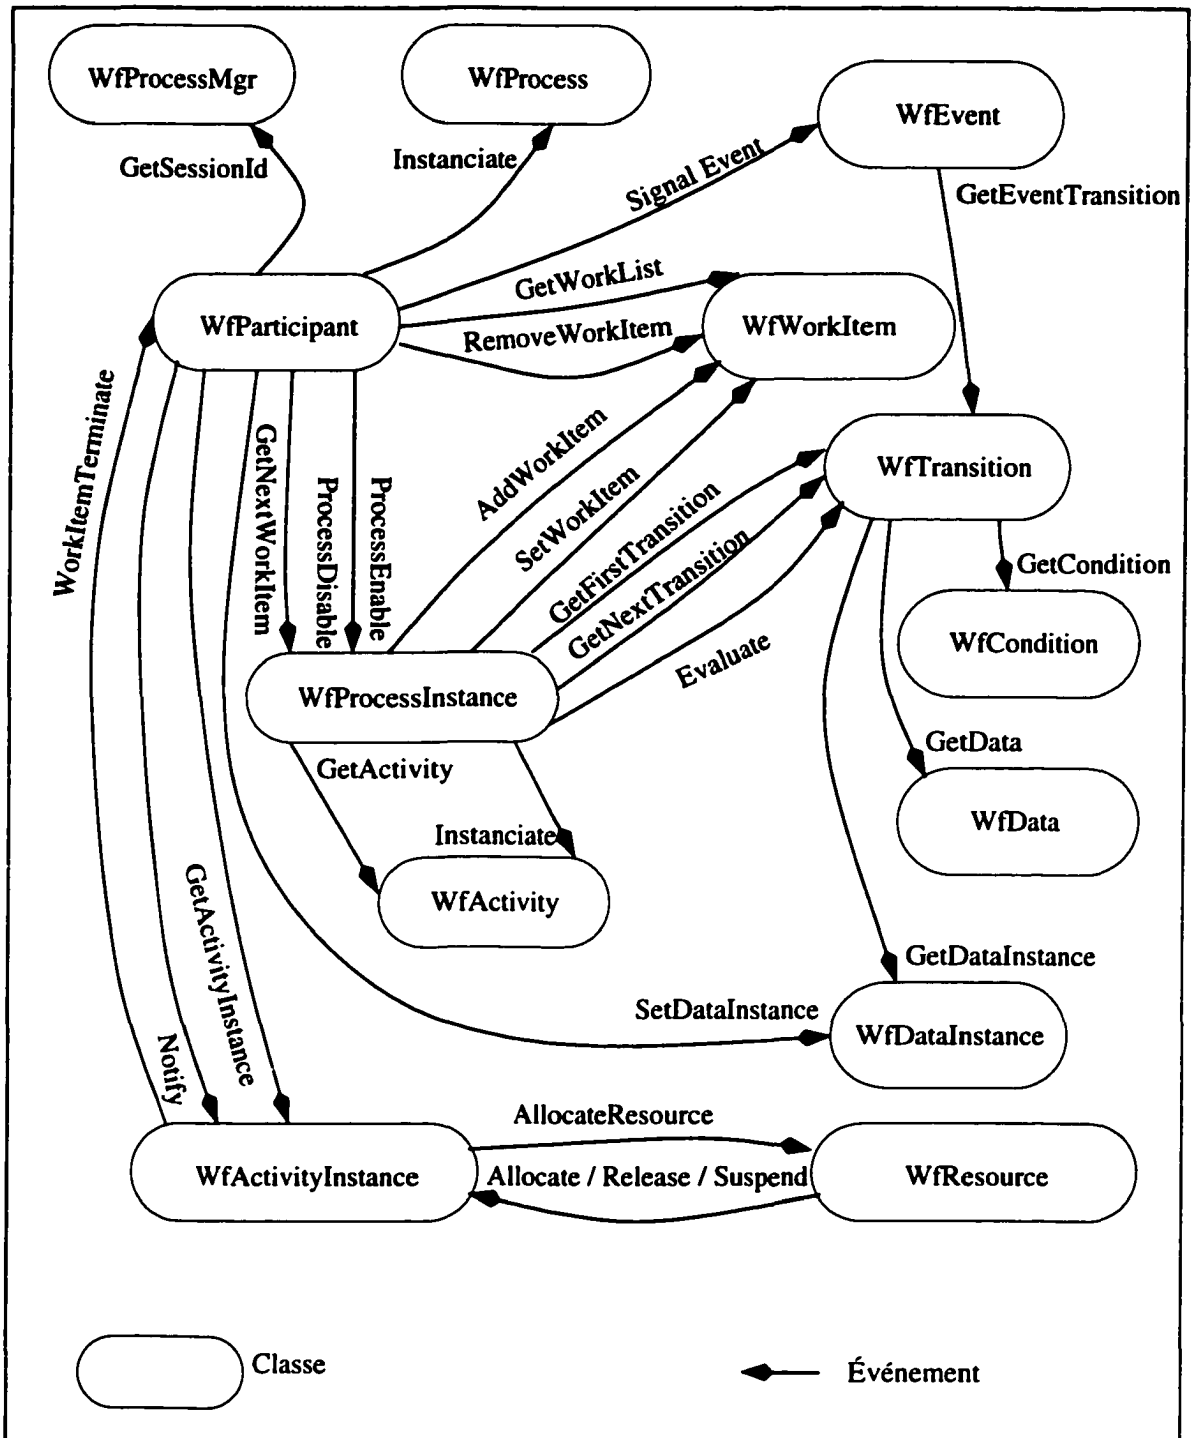 WfProcessMgr
WfProcess
WfEvent
GetSessionId
Instanciate
Signal Event
GetEventTransition
GetWorkList
WfParticipant
WfWorkItem
RemoveWorkItem
WorkItemTerminate
GetNextWorkItem
ProcessDisable
ProcessEnable
AddWorkItem
SetWorkItem
WfTransition
GetFirstTransition
GetNextTransition
Evaluate
GetCondition
WfCondition
WfProcessInstance
GetActivity
GetData
Instanciate
WfData
WfActivity
GetActivityInstance
GetDataInstance
SetDataInstance
WfDataInstance
Notify
AllocateResource
WfActivityInstance
Allocate / Release / Suspend
WfResource
Classe
Événement